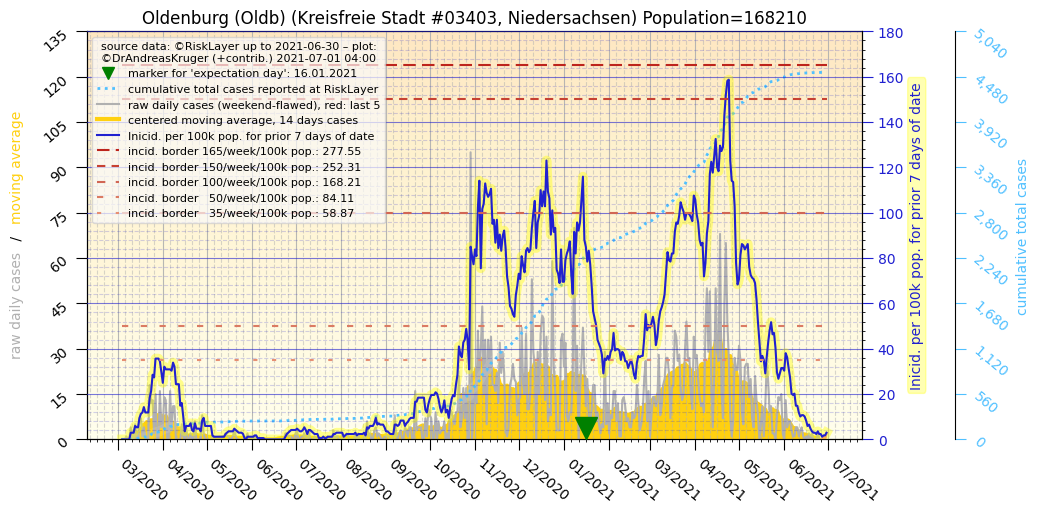 Oldenburg (Oldb) (Kreisfreie Stadt #03403, Niedersachsen) Population=168210
source data: ©RiskLayer up to 2021-06-30 – plot:
©DrAndreasKruger (+contrib.) 2021-07-01 04:00
marker for 'expectation day': 16.01.2021
cumulative total cases reported at RiskLayer
raw daily cases (weekend-flawed), red: last 5
centered moving average, 14 days cases
Inicid. per 100k pop. for prior 7 days of date
incid. border 165/week/100k pop.: 277.55
incid. border 150/week/100k pop.: 252.31
incid. border 100/week/100k pop.: 168.21
incid. border   50/week/100k pop.: 84.11
incid. border   35/week/100k pop.: 58.87
raw daily cases / moving average
135
120
105
90
75
60
45
30
15
0
180
160
140
120
100
80
60
40
20
0
Inicid. per 100k pop. for prior 7 days of date
5,040
4,480
3,920
3,360
2,800
2,240
1,680
1,120
560
0
cumulative total cases
03/2020
04/2020
05/2020
06/2020
07/2020
08/2020
09/2020
10/2020
11/2020
12/2020
01/2021
02/2021
03/2021
04/2021
05/2021
06/2021
07/2021